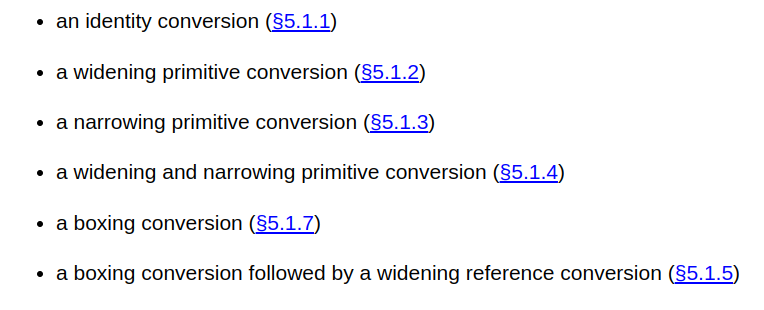 • an identity conversion (§5.1.1)
• a widening primitive conversion (§5.1.2)
• a narrowing primitive conversion (§5.1.3)
• a widening and narrowing primitive conversion (§5.1.4)
• a boxing conversion (§5.1.7)
• a boxing conversion followed by a widening reference conversion (§5.1.5)